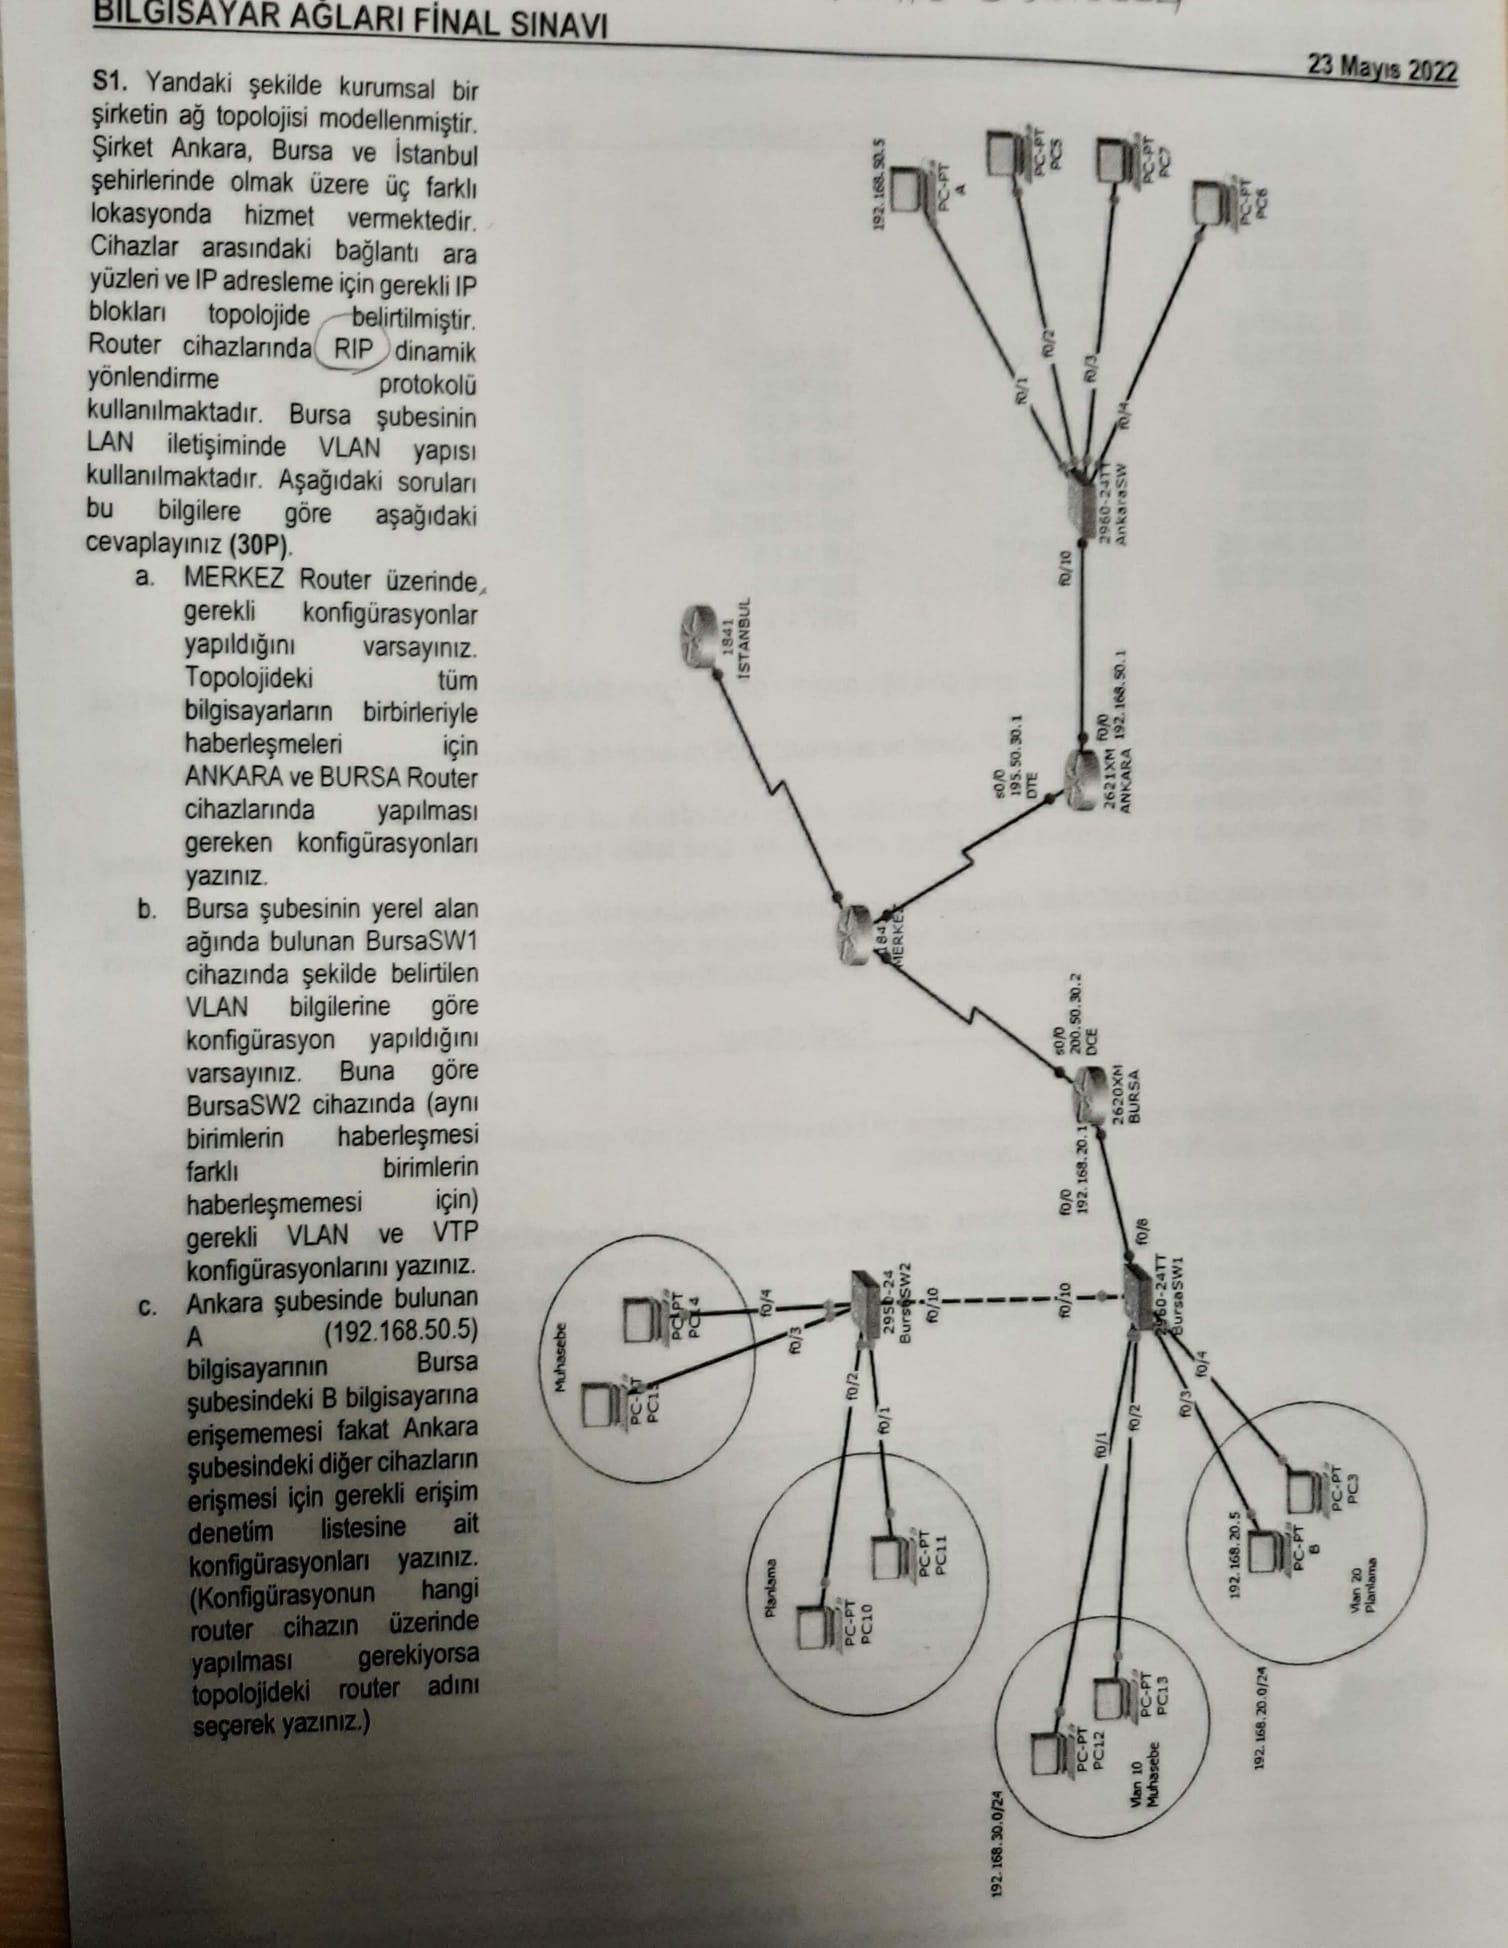 BİLGİSAYAR AĞLARI FİNAL SINAVI
23 Mayıs 2022
S1. Yandaki şekilde kurumsal bir
şirketin ağ topolojisi modellenmiştir.
Şirket Ankara, Bursa ve İstanbul
şehirlerinde olmak üzere üç farklı
lokasyonda hizmet vermektedir.
Cihazlar arasındaki bağlantı ara
yüzleri ve IP adresleme için gerekli IP
blokları topolojide belirtilmiştir.
Router cihazlarında RIP dinamik
yönlendirme protokolü
kullanılmaktadır. Bursa şubesinin
LAN iletişiminde VLAN yapısı
kullanılmaktadır. Aşağıdaki soruları
bu bilgilere göre aşağıdaki
cevaplayınız (30P).
a. MERKEZ Router üzerinde
gerekli konfigürasyonlar
yapıldığını varsayınız.
Topolojideki tüm
bilgisayarların birbirleriyle
haberleşmeleri için
ANKARA ve BURSA Router
cihazlarında yapılması
gereken konfigürasyonları
yazınız.
b. Bursa şubesinin yerel alan
ağında bulunan BursaSW1
cihazında şekilde belirtilen
VLAN bilgilerine göre
konfigürasyon yapıldığını
varsayınız. Buna göre
BursaSW2 cihazında (aynı
birimlerin haberleşmesi
farklı birimlerin
haberleşmemesi için)
gerekli VLAN ve VTP
konfigürasyonlarını yazınız.
c. Ankara şubesinde bulunan
A (192.168.50.5)
bilgisayarının Bursa
şubesindeki B bilgisayarına
erişememesi fakat Ankara
şubesindeki diğer cihazların
erişmesi için gerekli erişim
denetim listesine ait
konfigürasyonları yazınız.
(Konfigürasyonun hangi
router cihazın üzerinde
yapılması gerekiyorsa
topolojideki router adını
seçerek yazınız.)
192.168.50.5
PC-PT
A
PC-PT
PC5
PC-PT
PC7
PC-PT
PC6
f0/1
f0/2
f0/3
f0/4
2960-24TT
AnkaraSW
f0/10
1841
ISTANBUL
f0/0
192.168.50.1
s0/0
195.50.30.1
DTE
2621XM
ANKARA
184
MERKEZ
s0/0
200.50.30.2
DCE
2620XM
BURSA
f0/0
192.168.20.1
f0/8
2960-24TT
BursaSW1
f0/10
f0/10
2950-24
BursaSW2
f0/4
f0/3
f0/2
f0/1
Muhasebe
PC-PT
PC14
PC-PT
Planlama
PC-PT
PC10
PC-PT
PC11
f0/1
f0/2
f0/3
f0/4
192.168.20.5
PC-PT
B
PC-PT
PC3
Vlan 20
Planlama
192.168.20.0/24
PC-PT
PC12
PC-PT
PC13
Vlan 10
Muhasebe
192.168.30.0/24